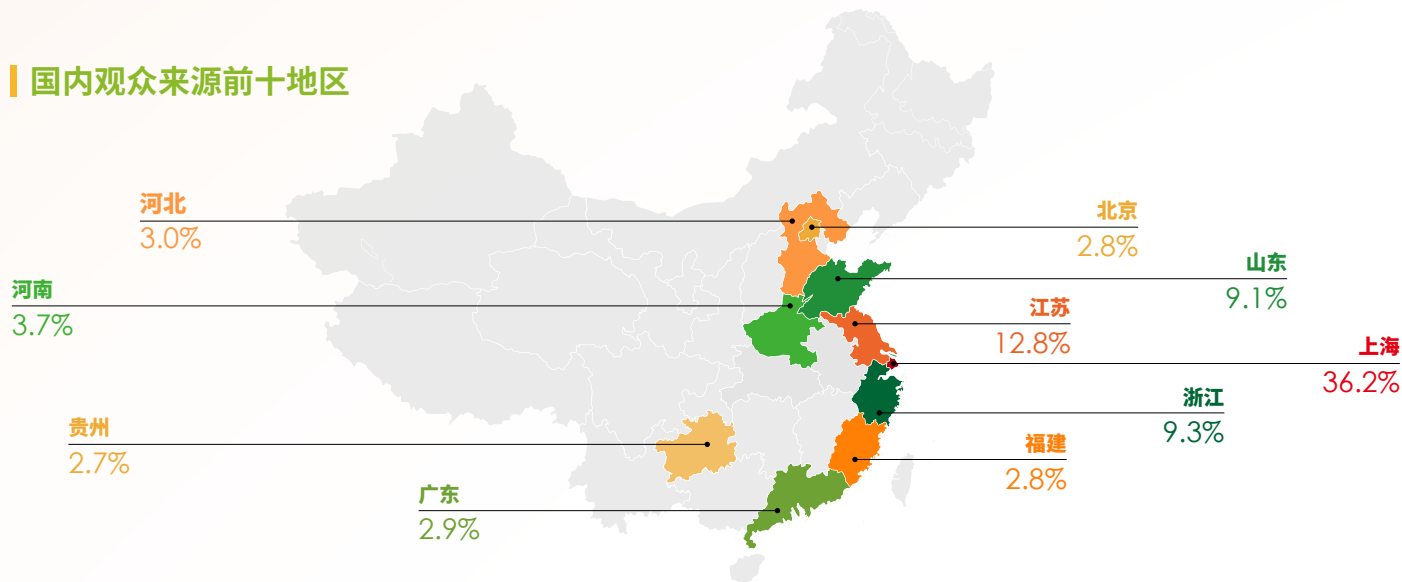 国内观众来源前十地区
河北
3.0%
北京
2.8%
山东
9.1%
河南
3.7%
江苏
12.8%
上海
36.2%
浙江
9.3%
贵州
2.7%
福建
2.8%
广东
2.9%